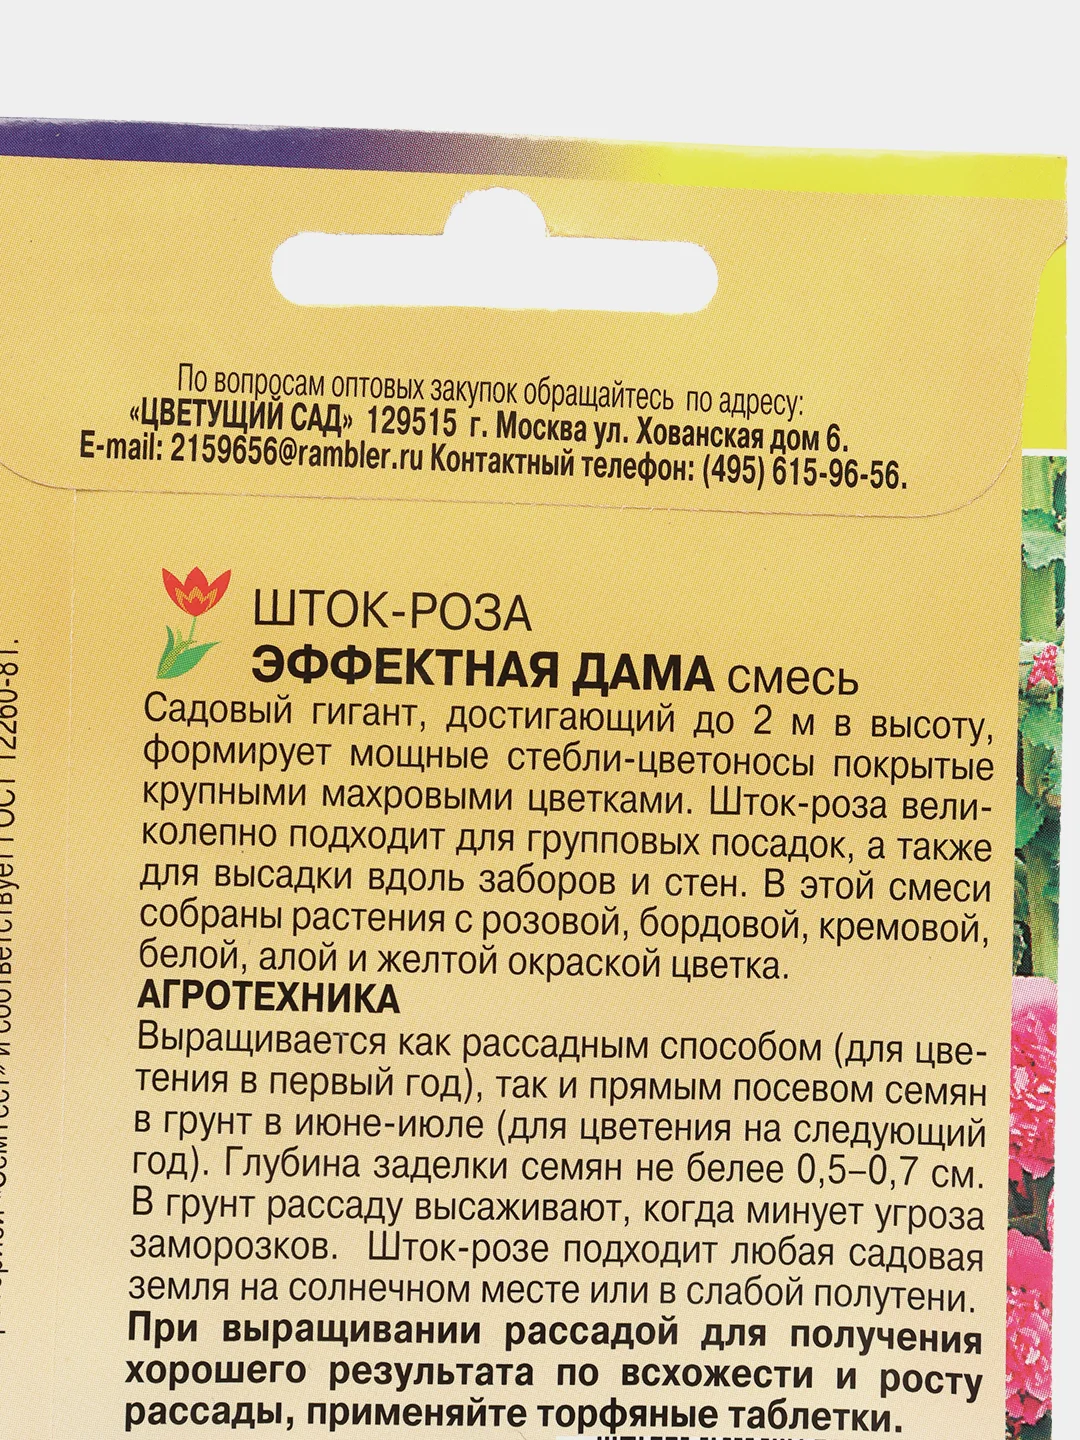 По вопросам оптовых закупок обращайтесь по адресу:
«ЦВЕТУЩИЙ САД» 129515 г. Москва ул. Хованская дом 6.
E-mail: 2159656@rambler.ru Контактный телефон: (495) 615-96-56.
ШТОК-РОЗА
ЭФФЕКТНАЯ ДАМА смесь
Садовый гигант, достигающий до 2 м в высоту,
формирует мощные стебли-цветоносы покрытые
крупными махровыми цветками. Шток-роза вели-
колепно подходит для групповых посадок, а также
для высадки вдоль заборов и стен. В этой смеси
собраны растения с розовой, бордовой, кремовой,
белой, алой и желтой окраской цветка.
АГРОТЕХНИКА
Выращивается как рассадным способом (для цве-
тения в первый год), так и прямым посевом семян
в грунт в июне-июле (для цветения на следующий
год). Глубина заделки семян не белее 0,5–0,7 см.
В грунт рассаду высаживают, когда минует угроза
заморозков. Шток-розе подходит любая садовая
земля на солнечном месте или в слабой полутени.
При выращивании рассадой для получения
хорошего результата по всхожести и росту
рассады, применяйте торфяные таблетки.
и соответствует ГОСТ 12260-81.